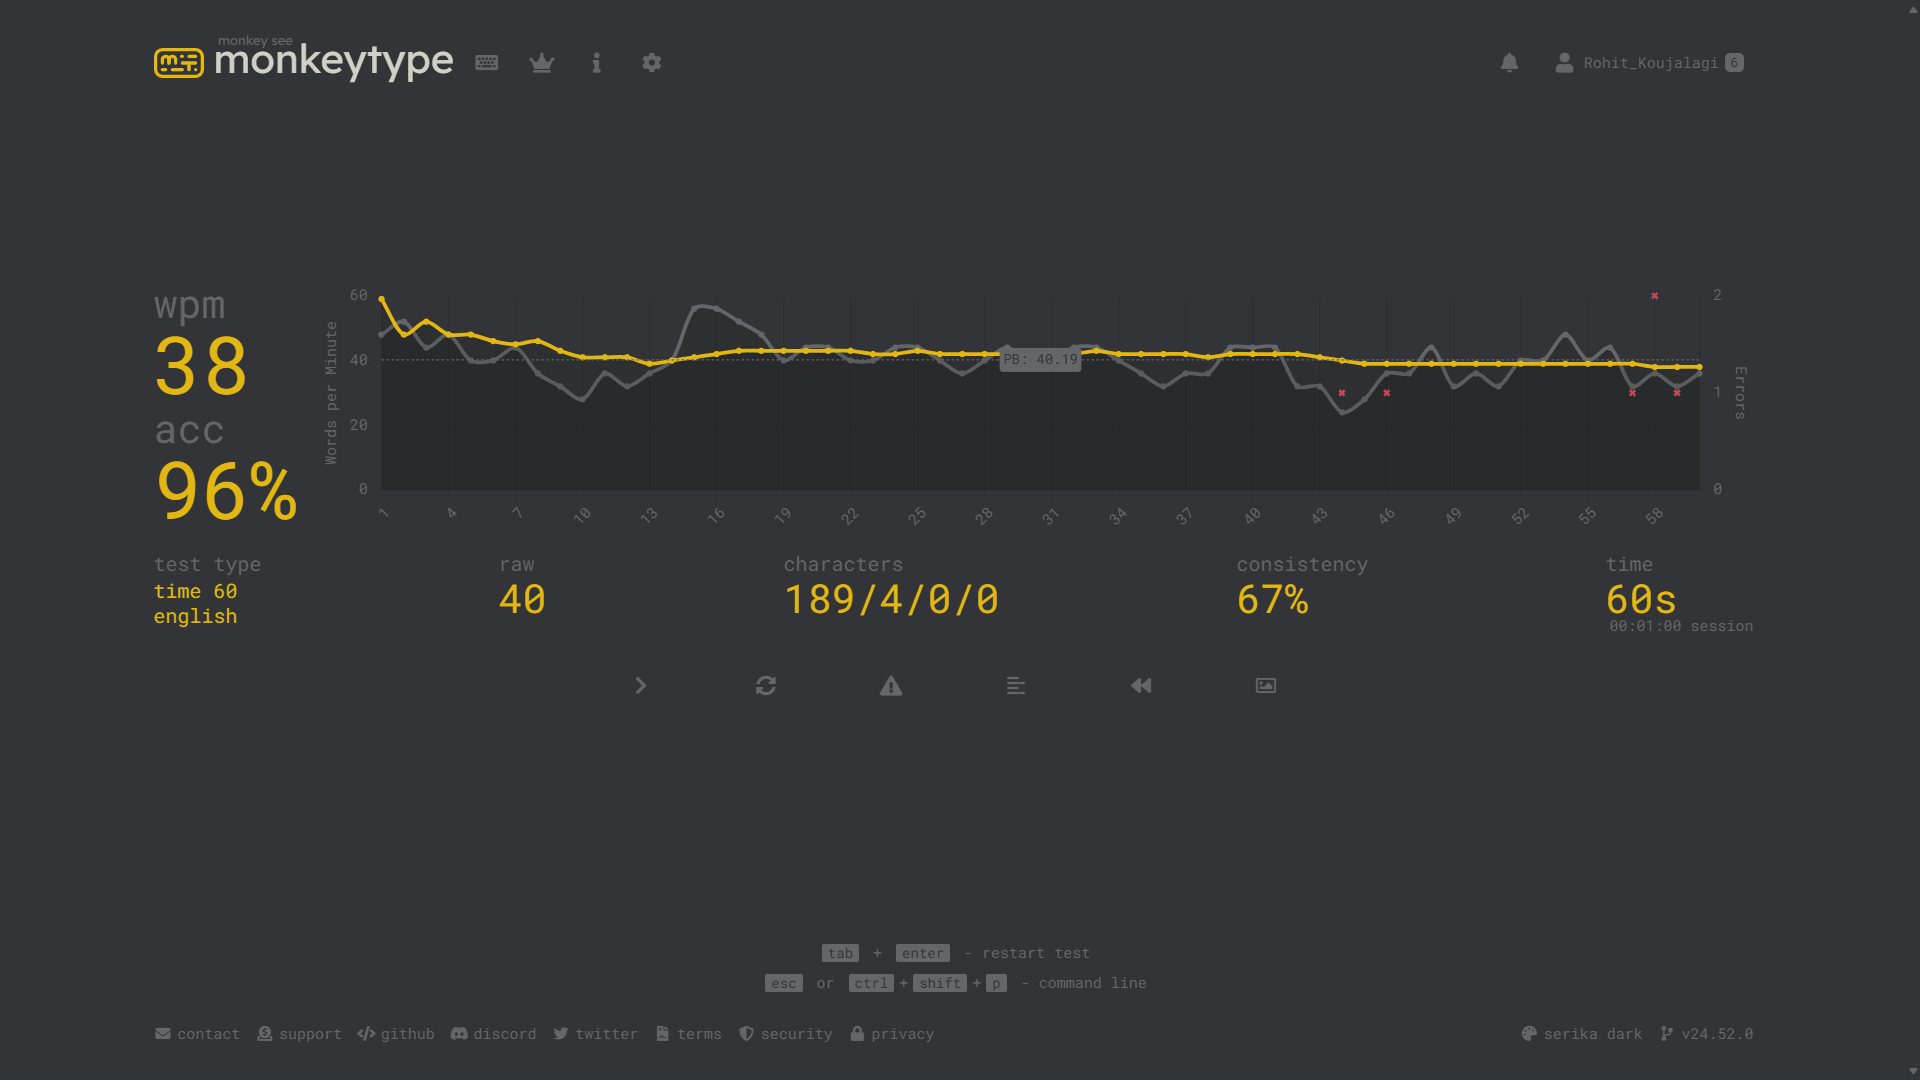 monkey see
monkeytype
Rohit_Koujalagi 6
wpm
38
acc
96%
Words per Minute
60
40
20
0
PB: 40.19
2
1
0
Errors
1 4 7 10 13 16 19 22 25 28 31 34 37 40 43 46 49 52 55 58
test type
time 60
english
raw
40
characters
189/4/0/0
consistency
67%
time
60s
00:01:00 session
tab + enter - restart test
esc or ctrl + shift + p - command line
contact support github discord twitter terms security privacy serika dark v24.52.0